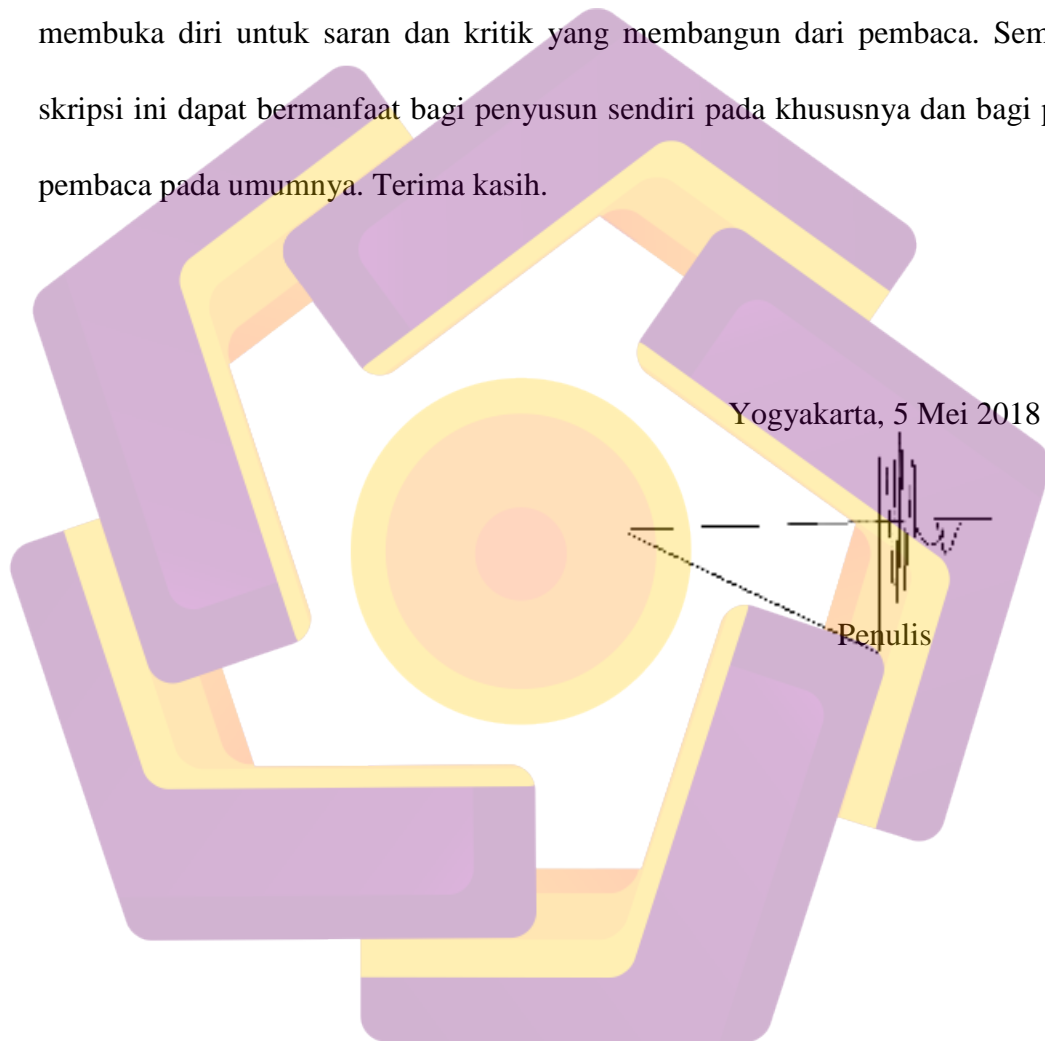 membuka diri untuk saran dan kritik yang membangun dari pembaca. Sem
skripsi ini dapat bermanfaat bagi penyusun sendiri pada khususnya dan bagi p
pembaca pada umumnya. Terima kasih.
Yogyakarta, 5 Mei 2018
Penulis